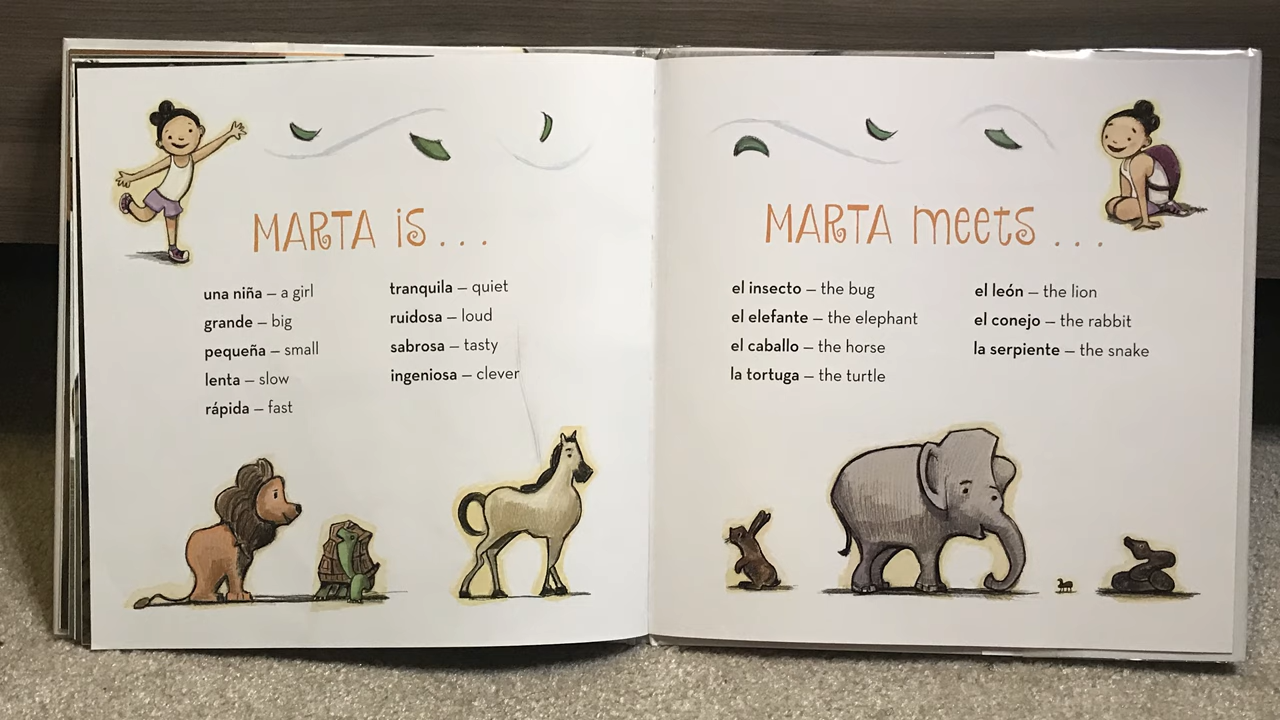 MARTA is...
una niña – a girl
grande – big
pequeña – small
lenta – slow
rápida – fast
tranquila – quiet
ruidosa – loud
sabrosa – tasty
ingeniosa – clever
MARTA meets...
el insecto – the bug
el elefante – the elephant
el caballo – the horse
la tortuga – the turtle
el león – the lion
el conejo – the rabbit
la serpiente – the snake